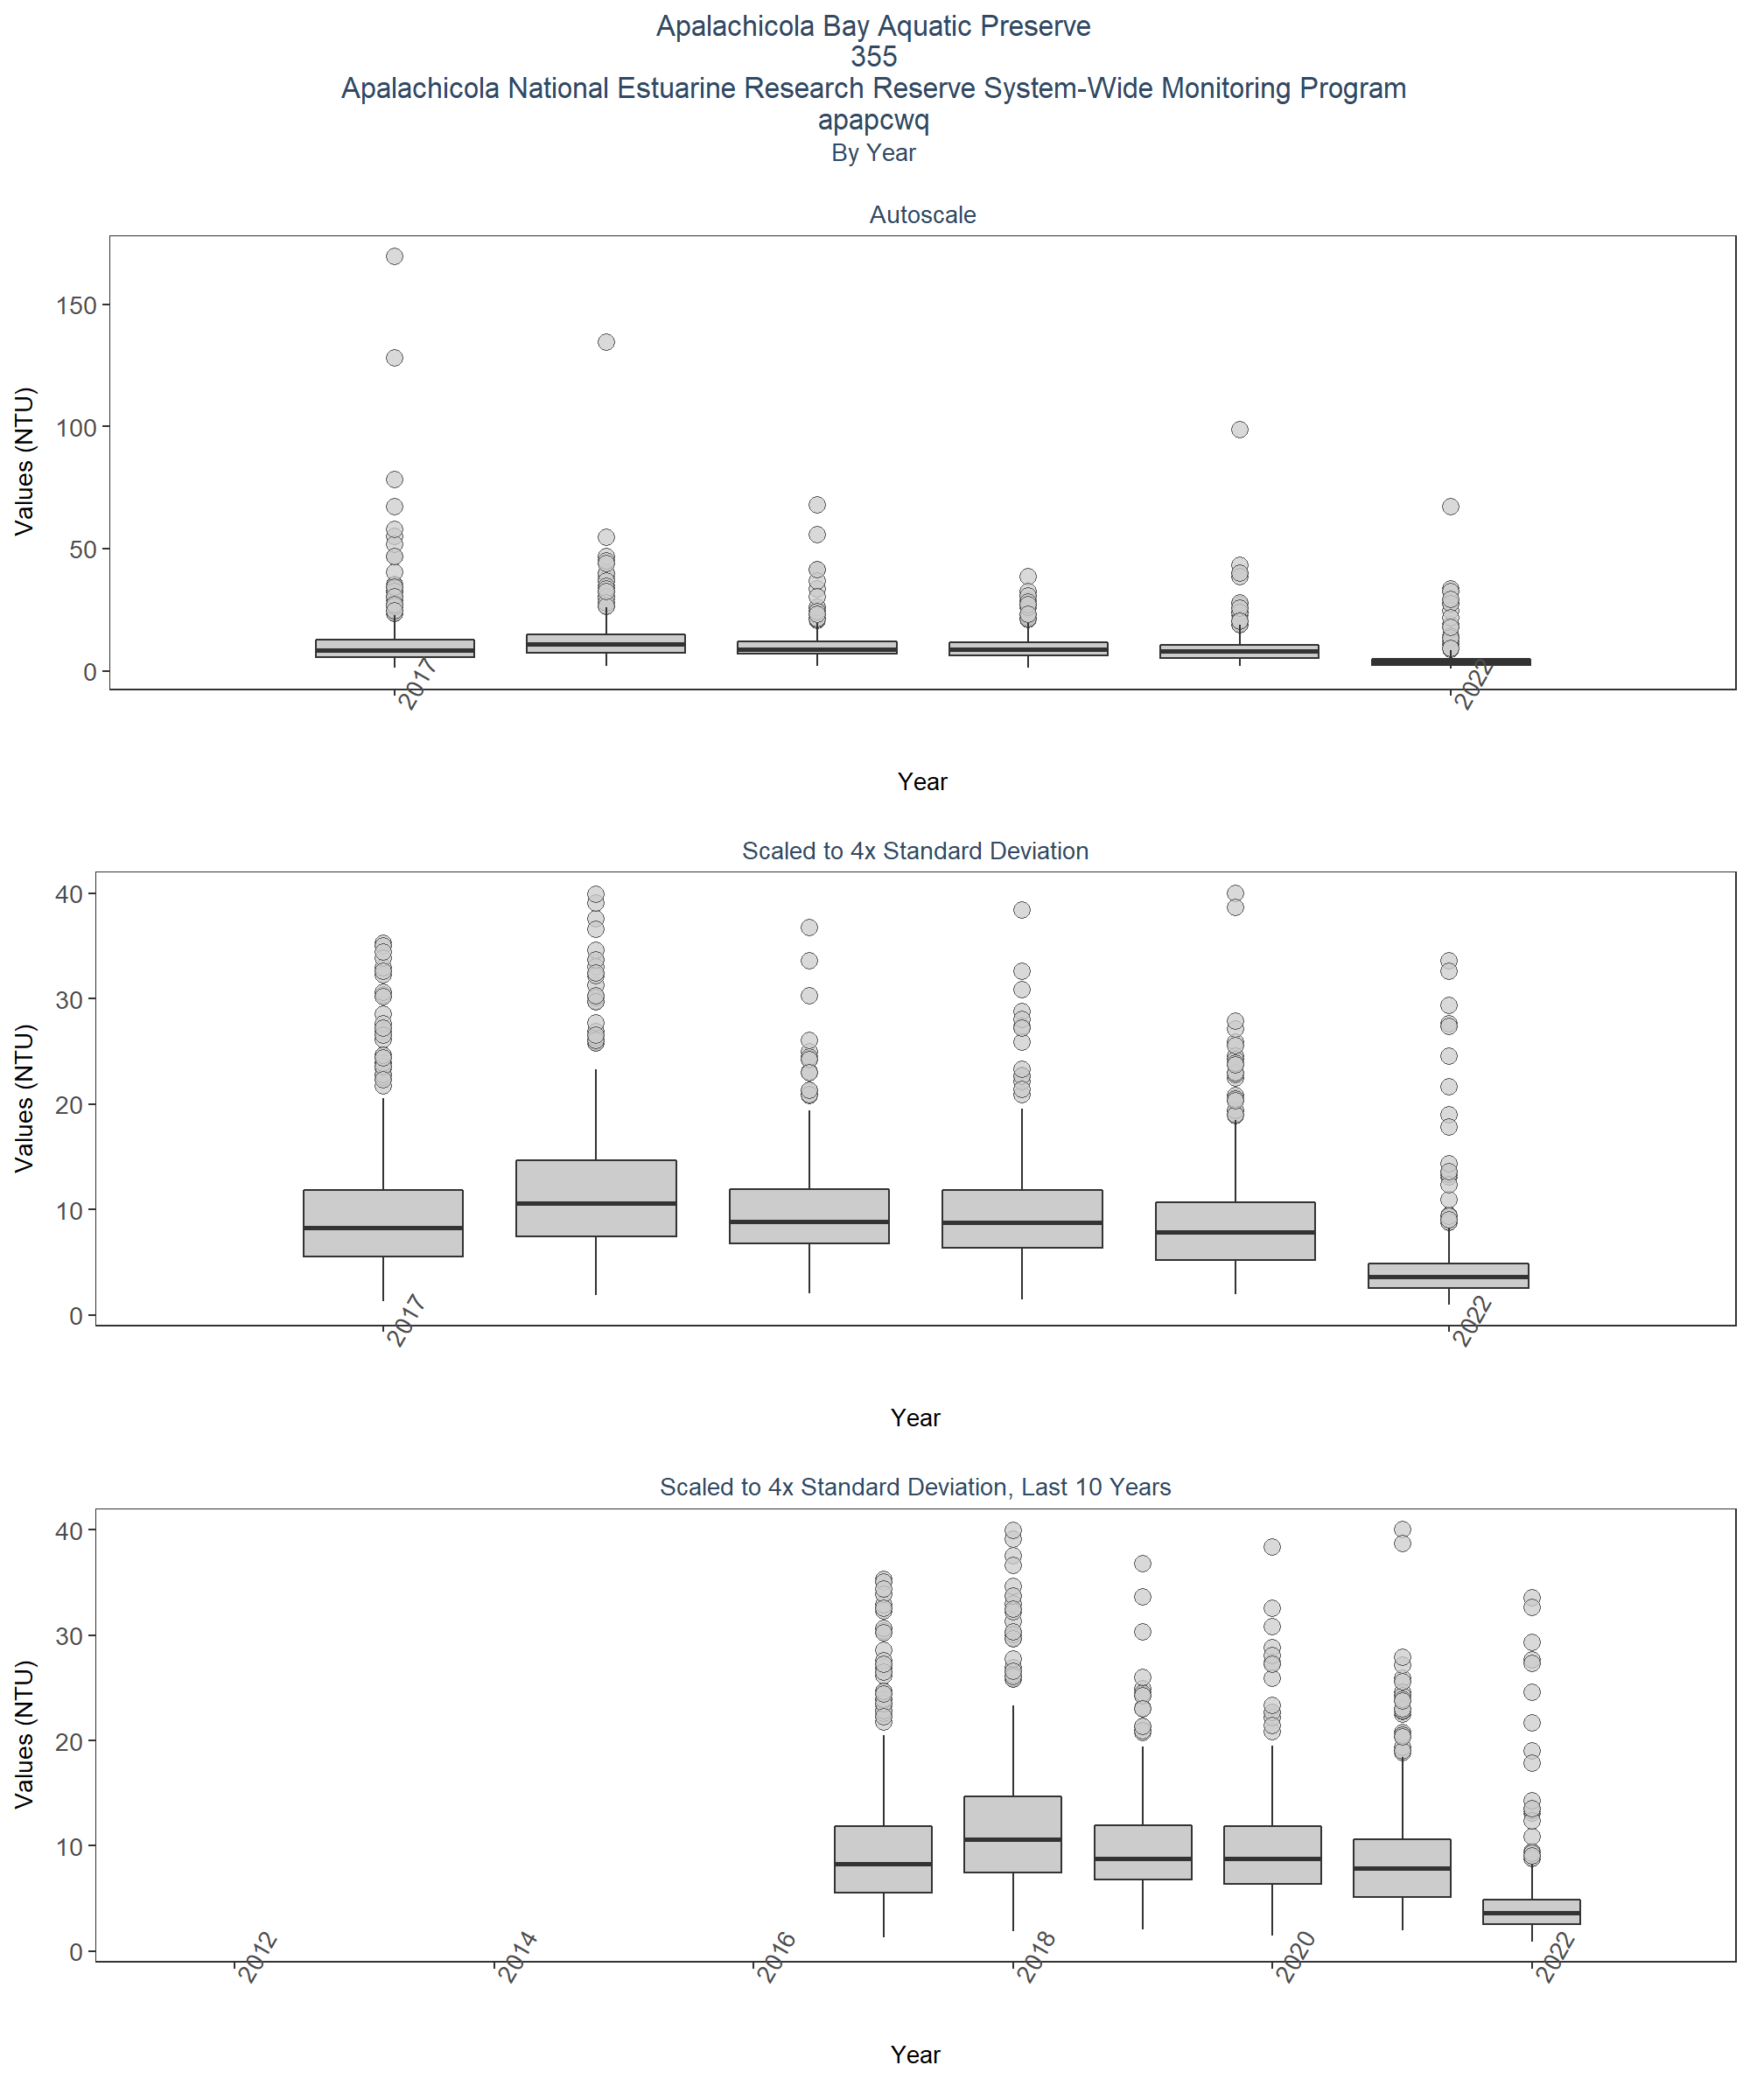 Apalachicola Bay Aquatic Preserve
355
Apalachicola National Estuarine Research Reserve System-Wide Monitoring Program
apapcwq
By Year
Autoscale
Values (NTU)
150
100
50
0
2017
2022
Year
Scaled to 4x Standard Deviation
Values (NTU)
40
30
20
10
0
2017
2022
Year
Scaled to 4x Standard Deviation, Last 10 Years
Values (NTU)
40
30
20
10
0
2012
2014
2016
2018
2020
2022
Year